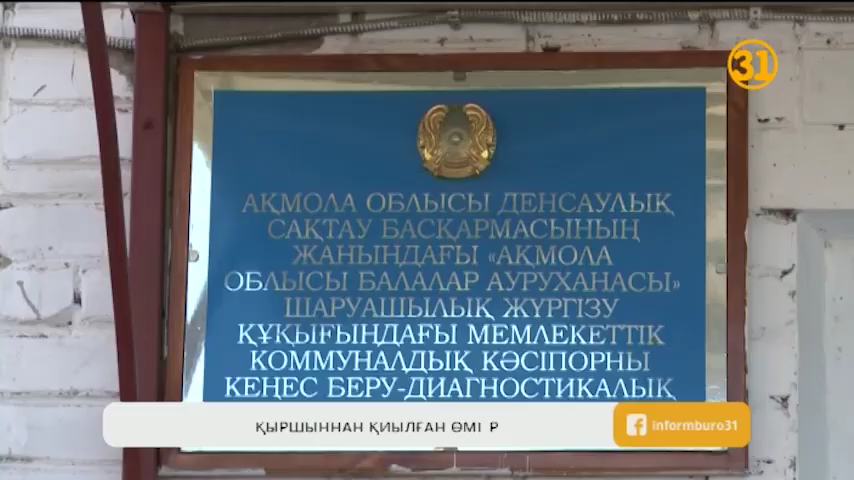 31
АҚМОЛА ОБЛЫСЫ ДЕНСАУЛЫҚ
САҚТАУ БАСҚАРМАСЫНЫҢ
ЖАНЫНДАҒЫ «АҚМОЛА
ОБЛЫСЫ БАЛАЛАР АУРУХАНАСЫ»
ШАРУАШЫЛЫҚ ЖҮРГІЗУ
ҚҰҚЫҒЫНДАҒЫ МЕМЛЕКЕТТІК
КОММУНАЛДЫҚ КӘСІПОРНЫ
КЕҢЕС БЕРУ-ДИАГНОСТИКАЛЫҚ
ҚЫРШЫННАН ҚИЫЛҒАН ӨМІР
informburo31